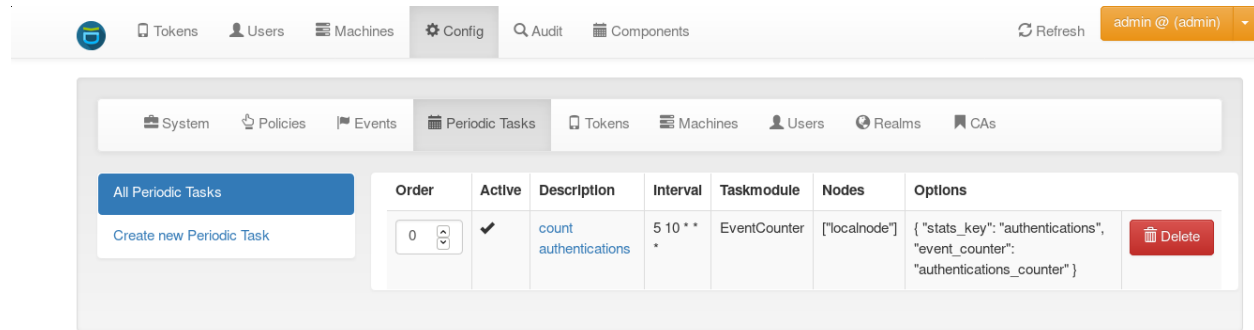 Tokens Users Machines Config Audit Components Refresh admin @ (admin)
System Policies Events Periodic Tasks Tokens Machines Users Realms CAs
All Periodic Tasks
Create new Periodic Task
Order Active Description Interval Taskmodule Nodes Options
0 count 5 10 * * EventCounter ["localnode"] { "stats_key": "authentications", Delete
authentications * "event_counter":
"authentications_counter" }